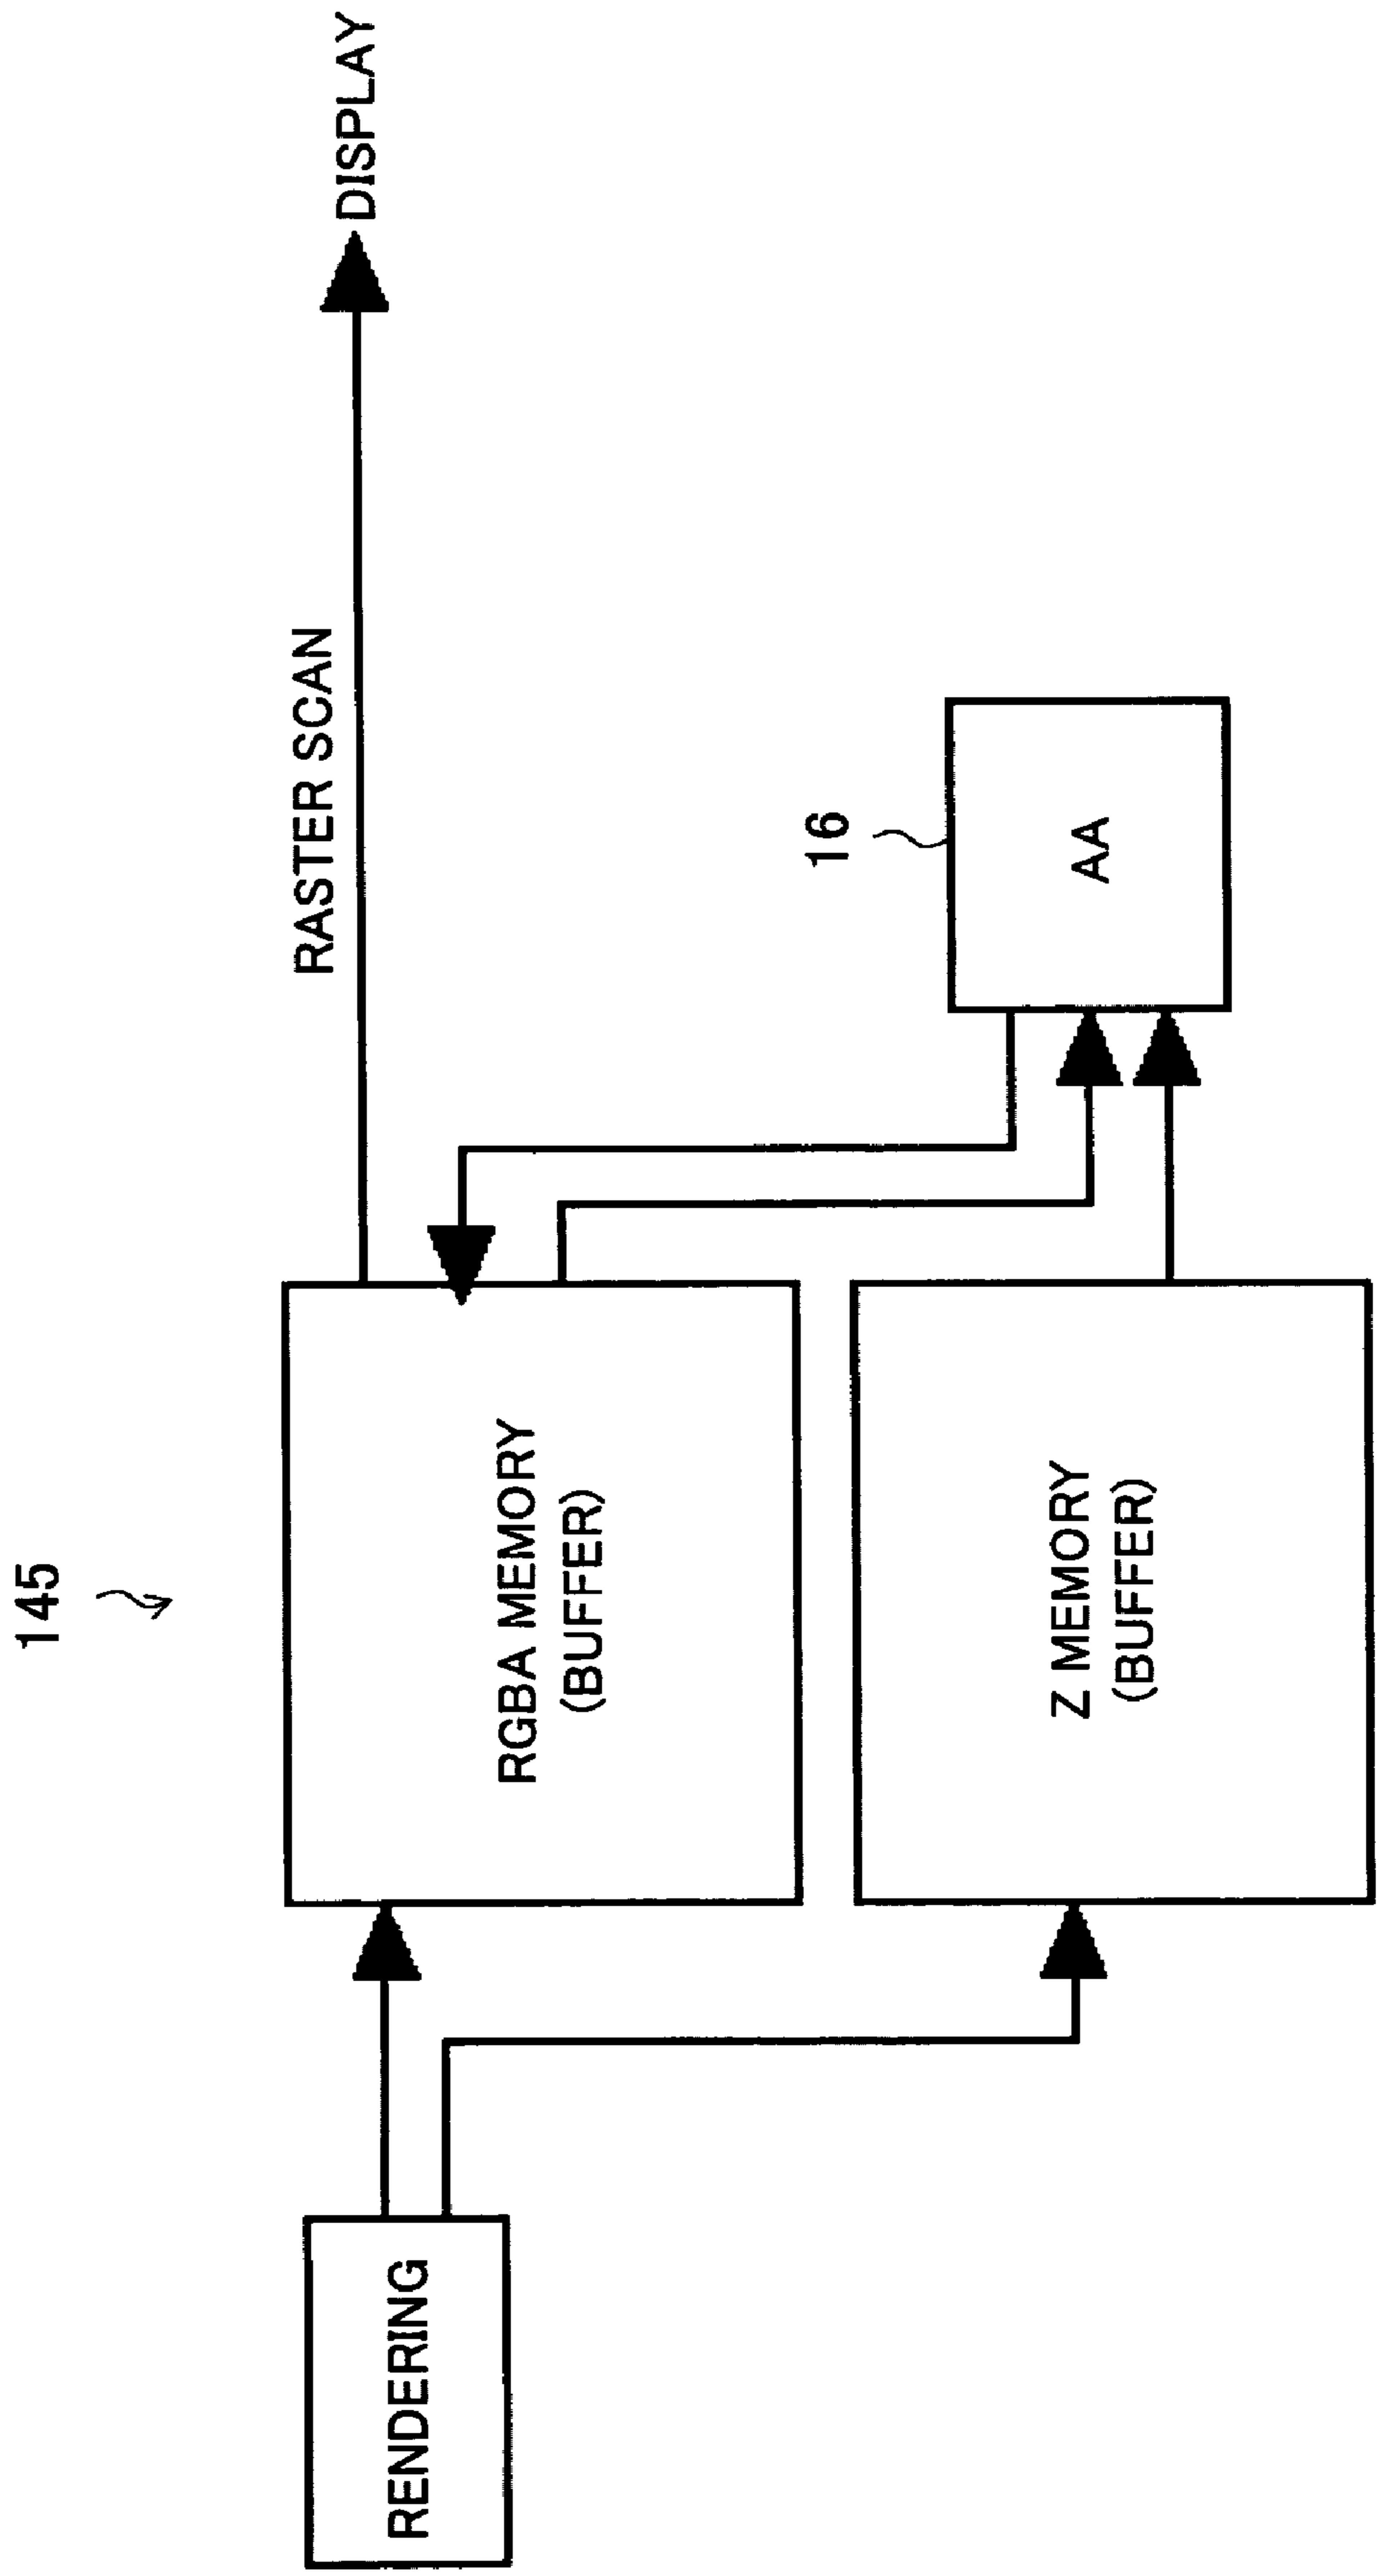 145
RASTER SCAN
DISPLAY
RENDERING
RGBA MEMORY
(BUFFER)
16
AA
Z MEMORY
(BUFFER)